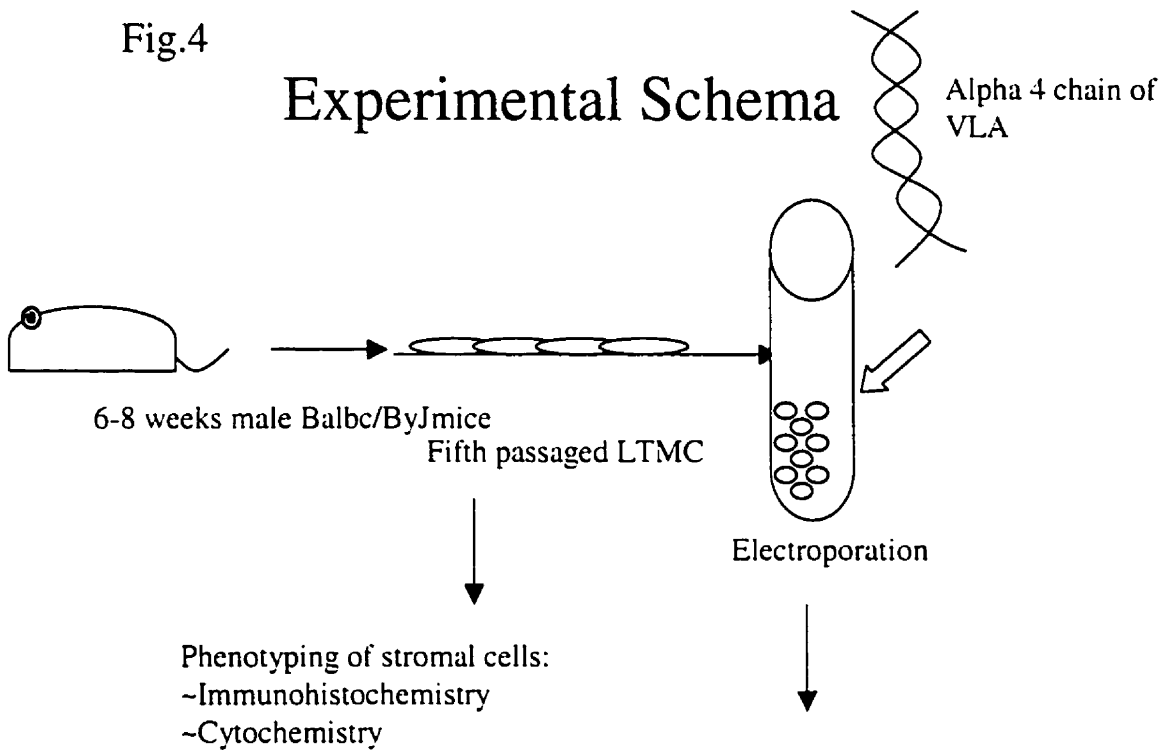 Fig.4
Experimental Schema
Alpha 4 chain of
VLA
6-8 weeks male Balbc/ByJmice
Fifth passaged LTMC
Electroporation
Phenotyping of stromal cells:
~Immunohistochemistry
~Cytochemistry